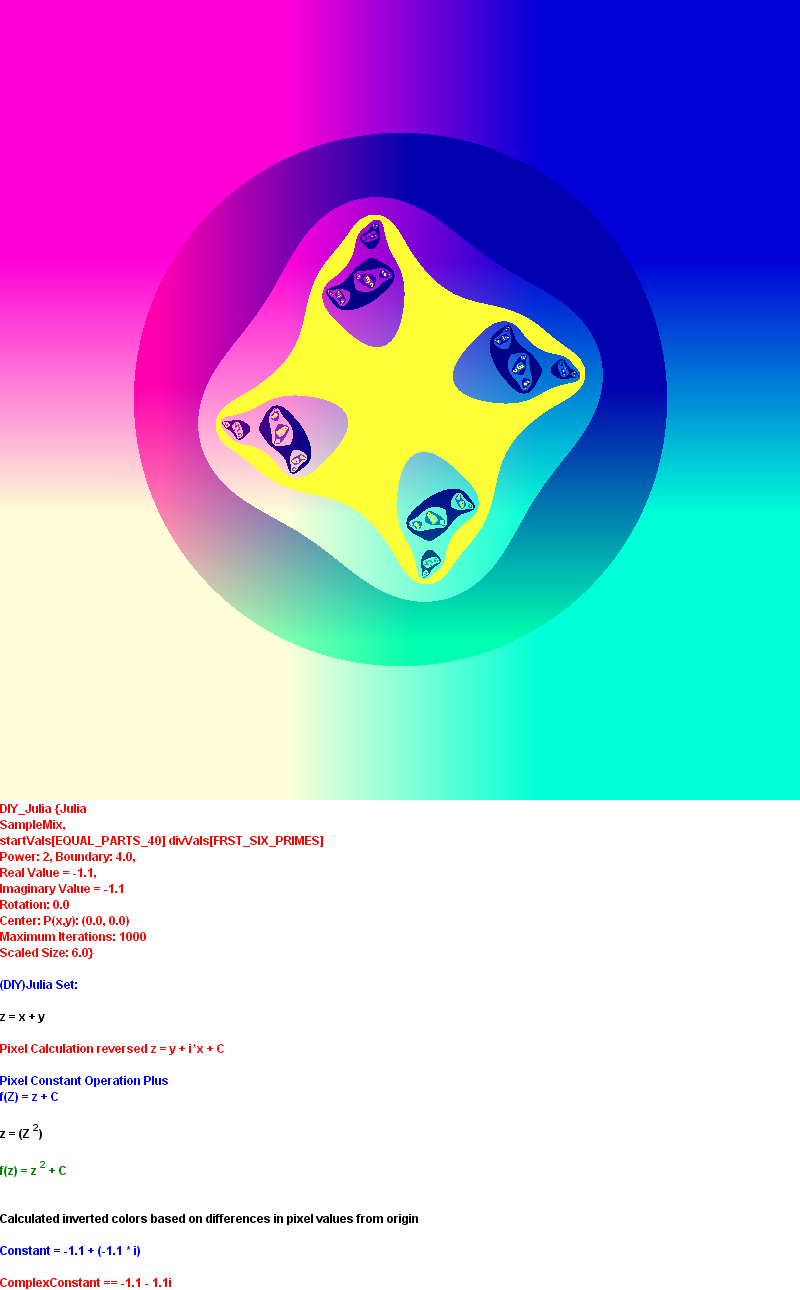 DIY_Julia {Julia
SampleMix,
startVals[EQUAL_PARTS_40] divVals[FRST_SIX_PRIMES]
Power: 2, Boundary: 4.0,
Real Value = -1.1,
Imaginary Value = -1.1
Rotation: 0.0
Center: P(x,y): (0.0, 0.0)
Maximum Iterations: 1000
Scaled Size: 6.0}
(DIY)Julia Set:
z = x + y
Pixel Calculation reversed z = y + i*x + C
Pixel Constant Operation Plus
f(Z) = z + C
z = (Z 2)
f(z) = z 2 + C
Calculated inverted colors based on differences in pixel values from origin
Constant = -1.1 + (-1.1 * i)
ComplexConstant == -1.1 - 1.1i